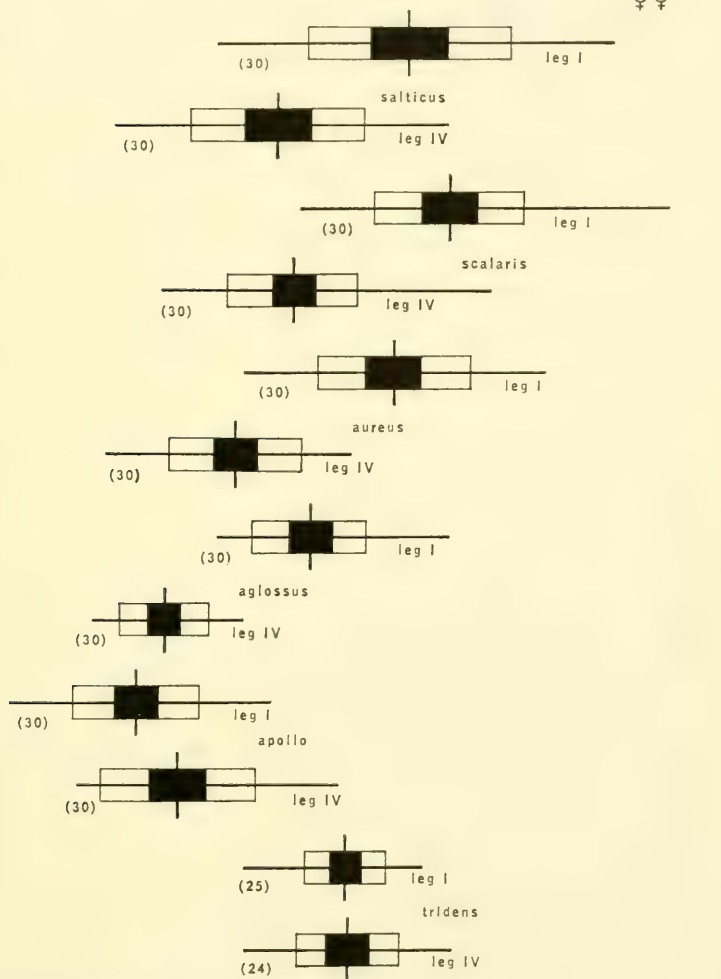 ♀ ♀
(30) leg I
salticus
(30) leg IV
(30) leg I
scalaris
(30) leg IV
(30) leg I
aureus
(30) leg IV
(30) leg I
aglossus
(30) leg IV
(30) leg I
apollo
(30) leg IV
(25) leg I
tridens
(24) leg IV